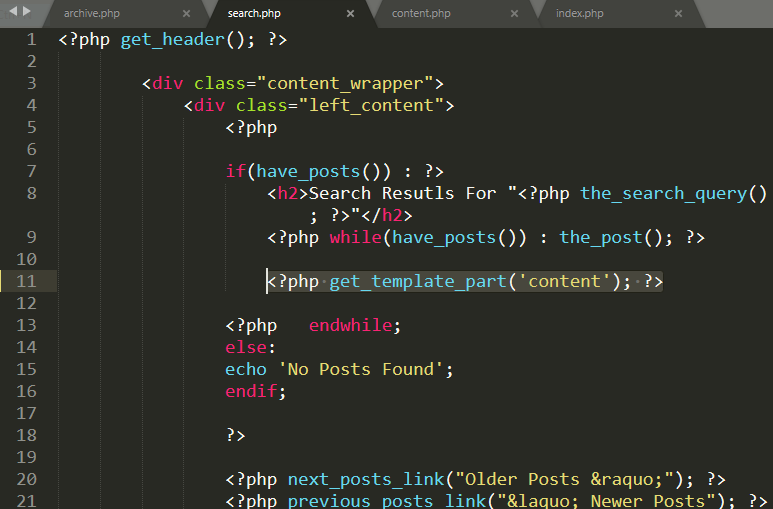 archive.php × search.php × content.php × index.php ×
1 <?php get_header(); ?>
2
3 <div class="content_wrapper">
4 <div class="left_content">
5 <?php
6
7 if(have_posts()) : ?>
8 <h2>Search Resutls For "<?php the_search_query()
; ?>"</h2>
9 <?php while(have_posts()) : the_post(); ?>
10
11 <?php get_template_part('content'); ?>
12
13 <?php endwhile;
14 else:
15 echo 'No Posts Found';
16 endif;
17
18 ?>
19
20 <?php next_posts_link("Older Posts &raquo;"); ?>
21 <?php previous_posts_link("&laquo; Newer Posts"); ?>